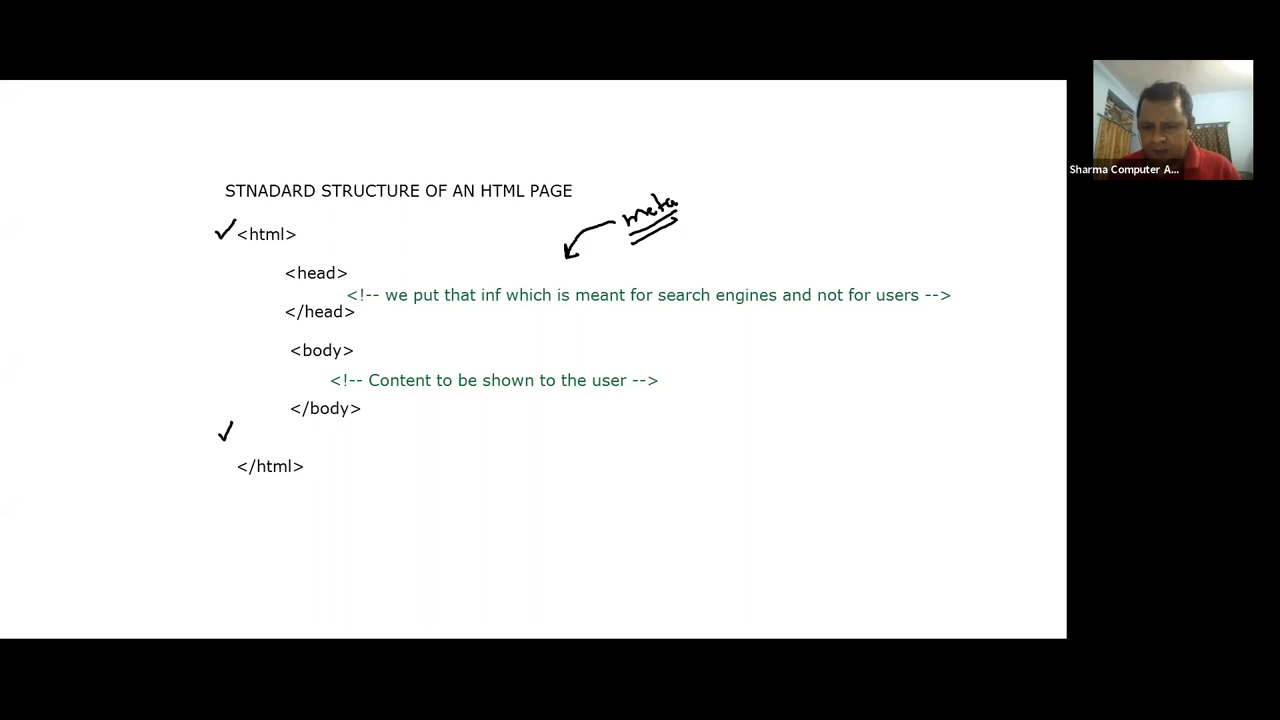 STNADARD STRUCTURE OF AN HTML PAGE
meta
<html>
<head>
<!-- we put that inf which is meant for search engines and not for users -->
</head>
<body>
<!-- Content to be shown to the user -->
</body>
</html>
Sharma Computer A...